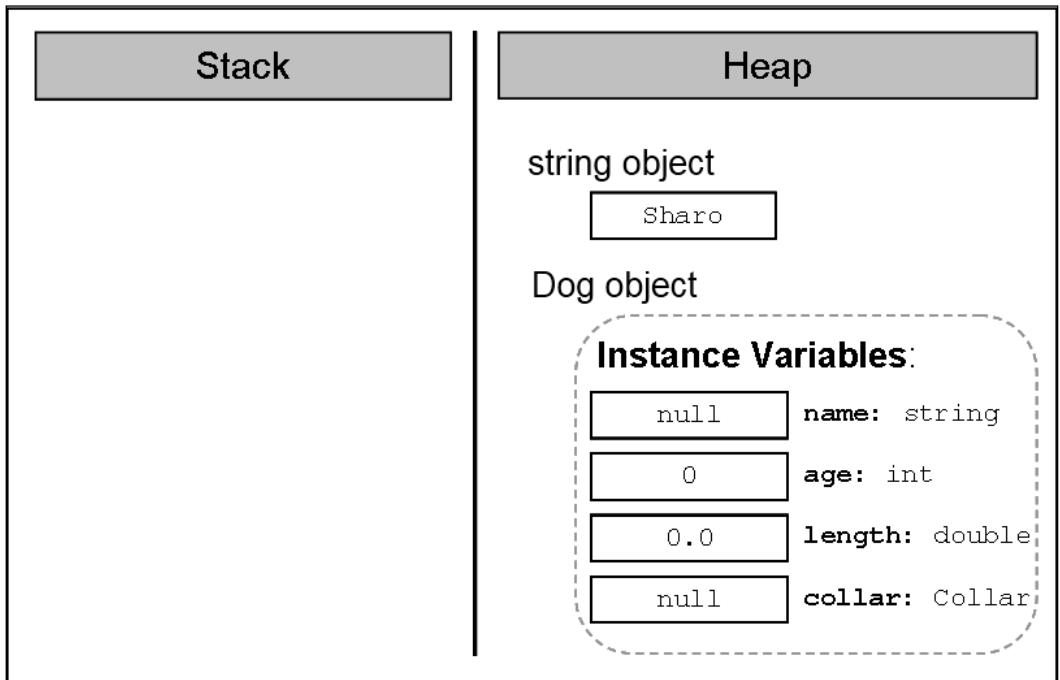 Stack
Heap
string object
Sharo
Dog object
Instance Variables:
null name: string
0 age: int
0.0 length: double
null collar: Collar